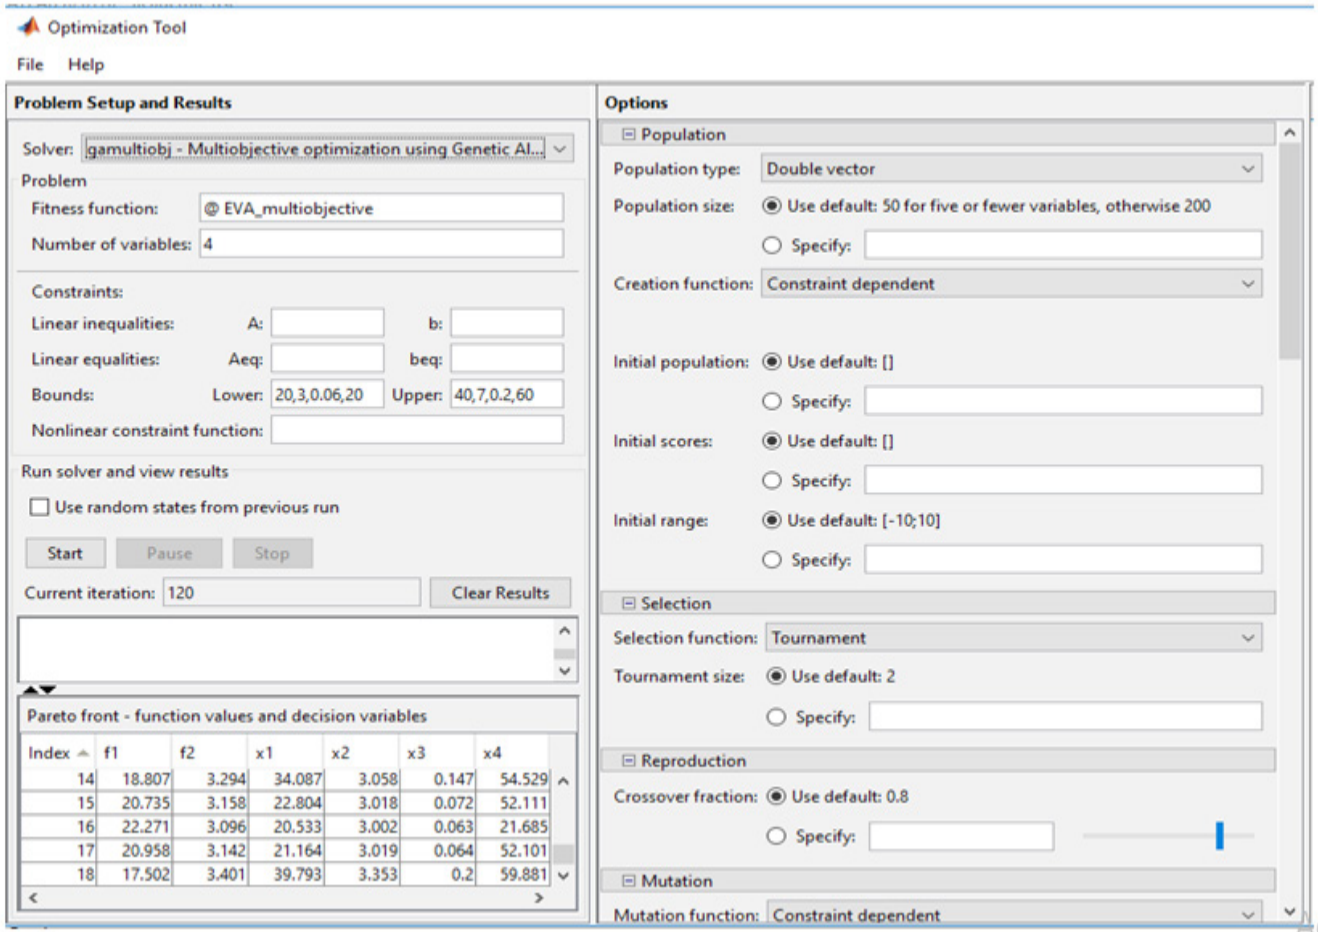 Optimization Tool
File Help
Problem Setup and Results
Solver: gamultiobj - Multiobjective optimization using Genetic Al...
Problem
Fitness function: @ EVA_multiobjective
Number of variables: 4
Constraints:
Linear inequalities: A: b:
Linear equalities: Aeq: beq:
Bounds: Lower: 20,3,0.06,20 Upper: 40,7,0.2,60
Nonlinear constraint function:
Run solver and view results
Use random states from previous run
Start Pause Stop
Current iteration: 120 Clear Results
Pareto front - function values and decision variables
Index f1 f2 x1 x2 x3 x4
14 18.807 3.294 34.087 3.058 0.147 54.529
15 20.735 3.158 22.804 3.018 0.072 52.111
16 22.271 3.096 20.533 3.002 0.063 21.685
17 20.958 3.142 21.164 3.019 0.064 52.101
18 17.502 3.401 39.793 3.353 0.2 59.881
Options
Population
Population type: Double vector
Population size: Use default: 50 for five or fewer variables, otherwise 200
Specify:
Creation function: Constraint dependent
Initial population: Use default: []
Specify:
Initial scores: Use default: []
Specify:
Initial range: Use default: [-10;10]
Specify:
Selection
Selection function: Tournament
Tournament size: Use default: 2
Specify:
Reproduction
Crossover fraction: Use default: 0.8
Specify:
Mutation
Mutation function: Constraint dependent